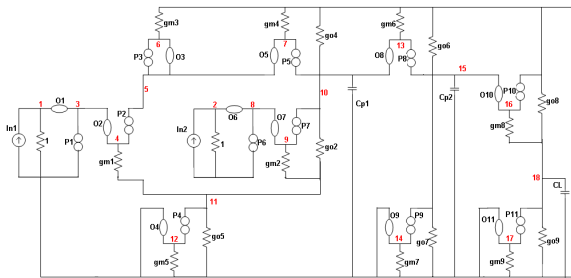 gm3
gm4
gm6
go4
6
7
13
go6
P3
O3
O5
P5
O8
P8
15
5
10
Cp1
Cp2
O10
P10
16
go8
gm8
1
O1
3
2
O6
8
O7
P7
O2
P2
In1
1
P1
4
gm1
In2
1
P6
9
gm2
go2
18
CL
11
O4
P4
12
go5
gm5
O9
P9
14
go7
gm7
O11
P11
17
go9
gm9